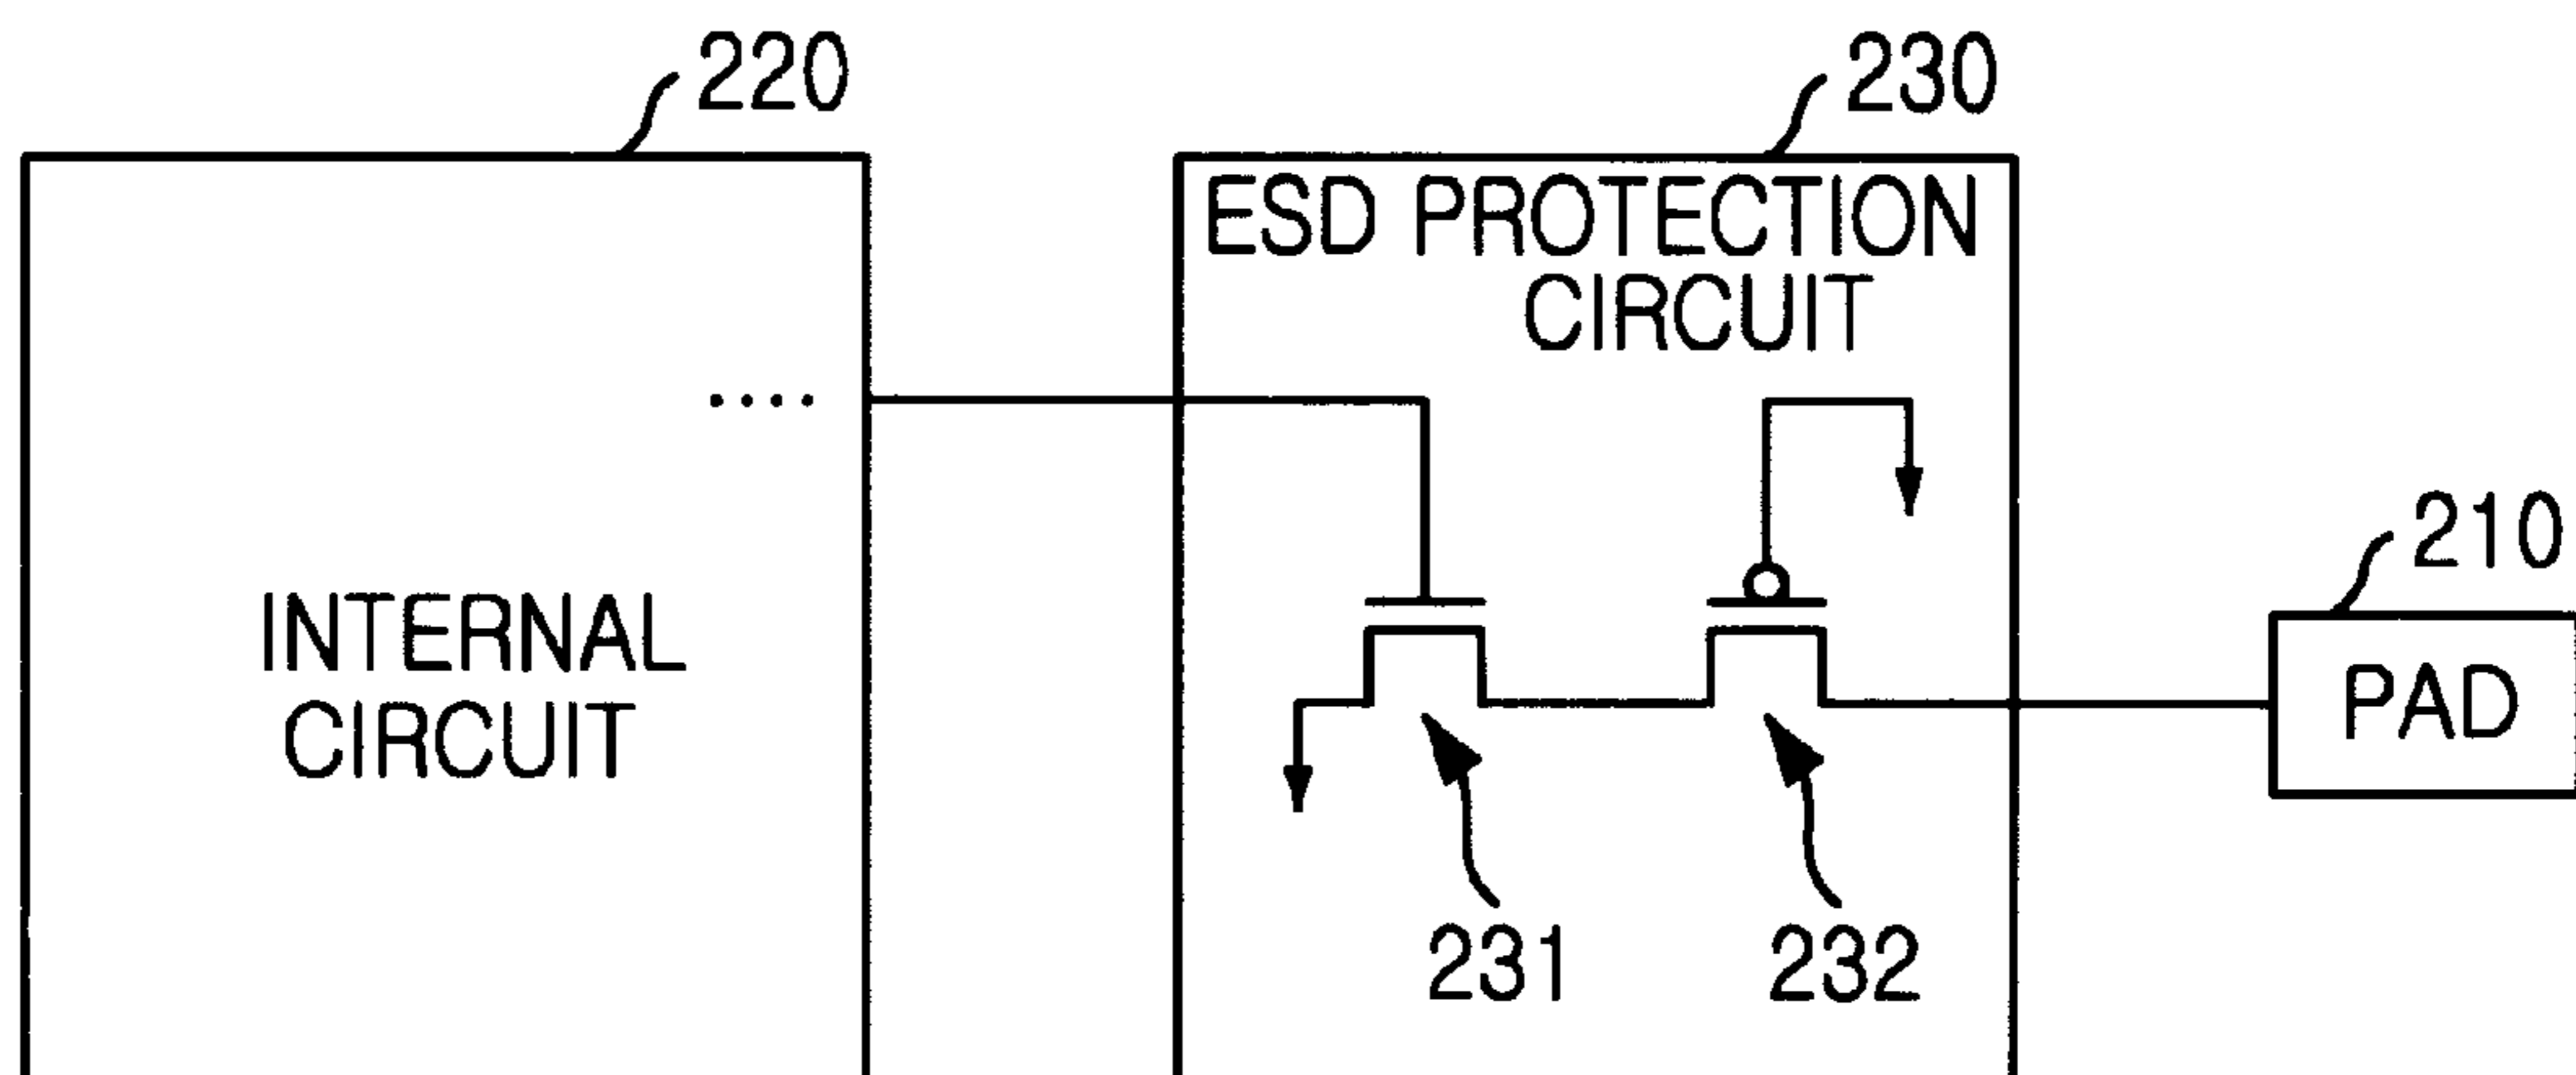 220
230
ESD PROTECTION
CIRCUIT
....
INTERNAL
CIRCUIT
210
PAD
231
232